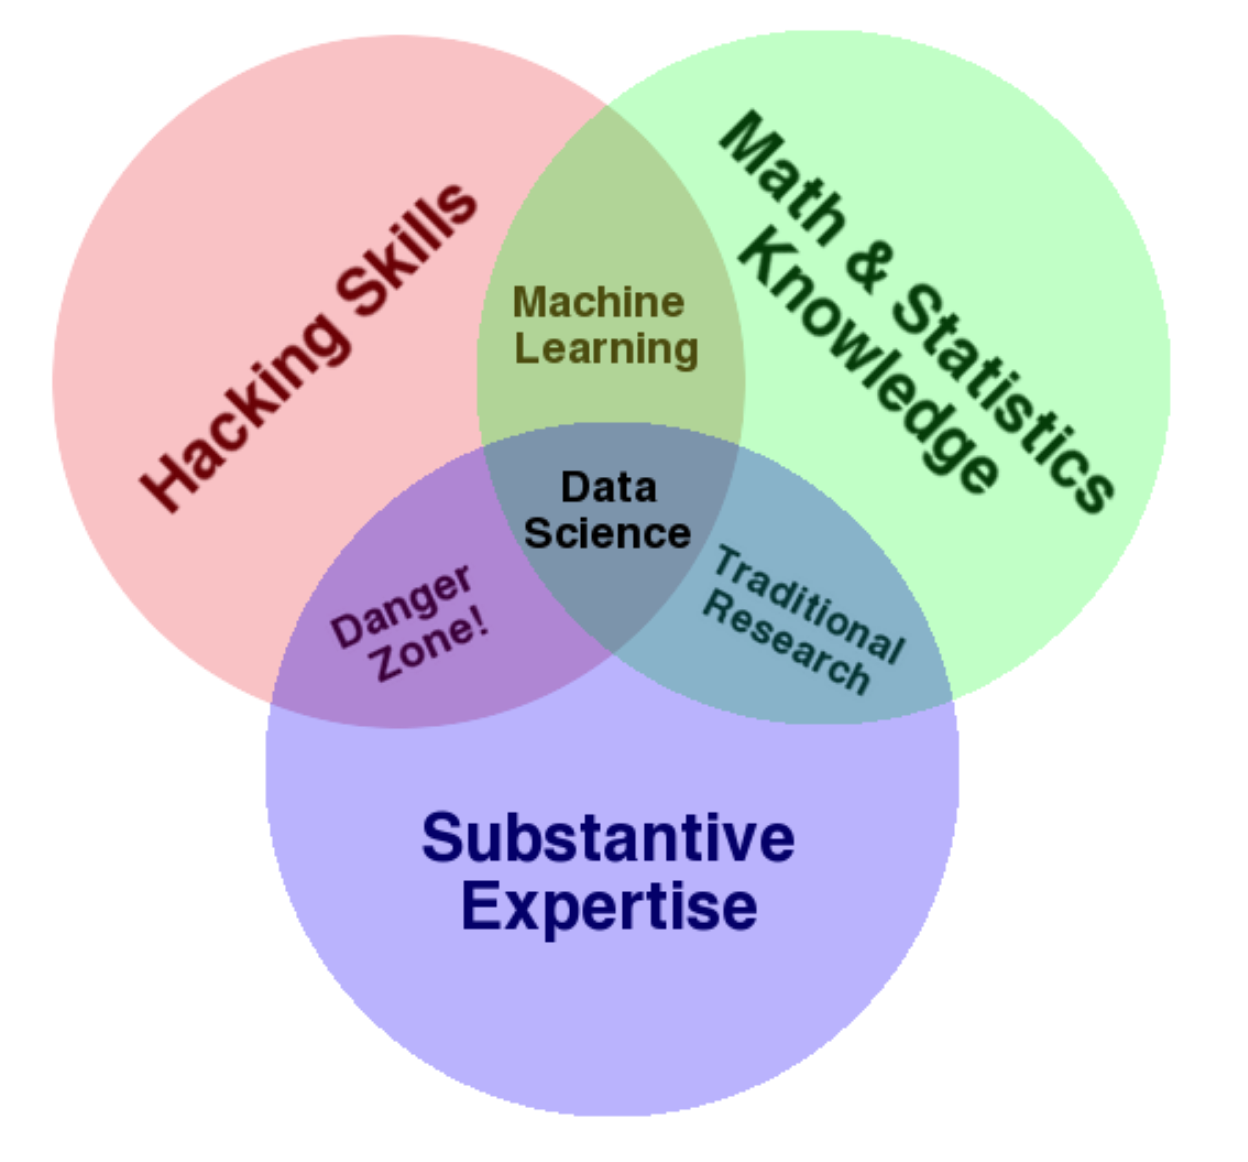 Hacking Skills
Math & Statistics
Knowledge
Machine
Learning
Data
Science
Danger
Zone!
Traditional
Research
Substantive
Expertise